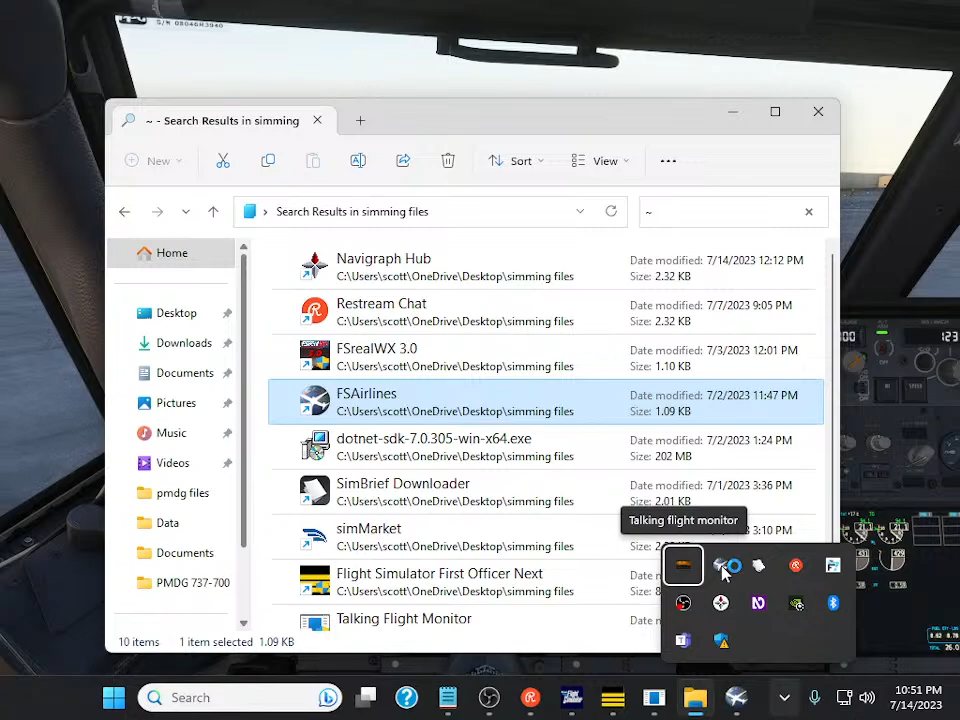 S/N 08046R3940
~ - Search Results in simming
New
Sort
View
Search Results in simming files
~
Home
Desktop
Downloads
Documents
Pictures
Music
Videos
pmdg files
Data
Documents
PMDG 737-700
Navigraph Hub
C:\Users\scott\OneDrive\Desktop\simming files
Date modified: 7/14/2023 12:12 PM
Size: 2.32 KB
Restream Chat
C:\Users\scott\OneDrive\Desktop\simming files
Date modified: 7/7/2023 9:05 PM
Size: 2.32 KB
FSrealWX 3.0
C:\Users\scott\OneDrive\Desktop\simming files
Date modified: 7/3/2023 12:01 PM
Size: 1.10 KB
FSAirlines
C:\Users\scott\OneDrive\Desktop\simming files
Date modified: 7/2/2023 11:47 PM
Size: 1.09 KB
dotnet-sdk-7.0.305-win-x64.exe
C:\Users\scott\OneDrive\Desktop\simming files
Date modified: 7/2/2023 1:24 PM
Size: 202 MB
SimBrief Downloader
C:\Users\scott\OneDrive\Desktop\simming files
Date modified: 7/1/2023 3:36 PM
Size: 2.01 KB
simMarket
C:\Users\scott\OneDrive\Desktop\simming files
3:10 PM
Flight Simulator First Officer Next
C:\Users\scott\OneDrive\Desktop\simming files
Date m
Size: 8
Talking Flight Monitor
Date m
Talking flight monitor
10 items
1 item selected 1.09 KB
123
Search
10:51 PM
7/14/2023